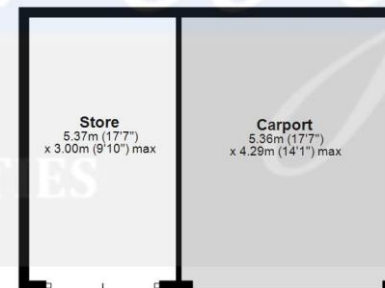 Store
5.37m (17'7")
x 3.00m (9'10") max
Carport
5.36m (17'7")
x 4.29m (14'1") max